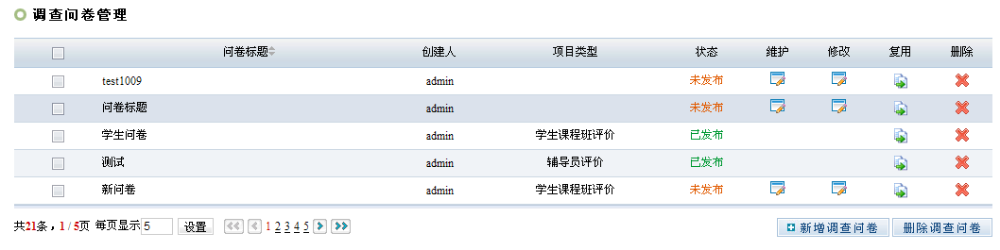 调查问卷管理
问卷标题 创建人 项目类型 状态 维护 修改 复用 删除
test1009 admin 未发布
问卷标题 admin 未发布
学生问卷 admin 学生课程班评价 已发布
测试 admin 辅导员评价 已发布
新问卷 admin 学生课程班评价 未发布
共21条，1 / 5页 每页显示 5 设置 1 2 3 4 5 新增调查问卷 删除调查问卷